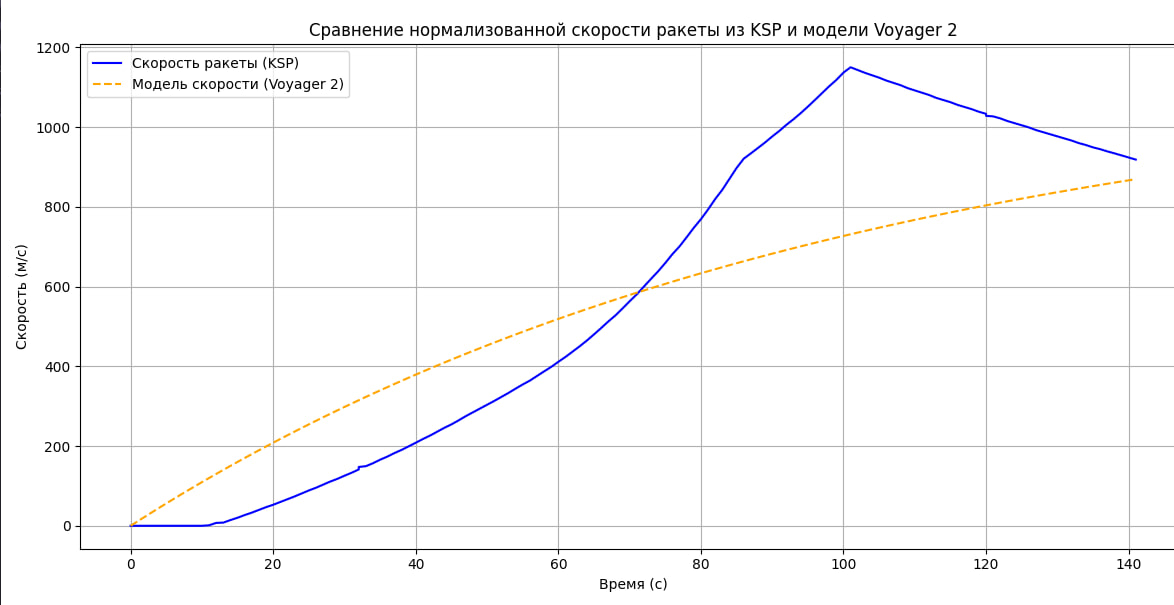 Сравнение нормализованной скорости ракеты из KSP и модели Voyager 2
Скорость ракеты (KSP)
Модель скорости (Voyager 2)
1200
1000
800
600
400
200
0
Скорость (м/с)
0 20 40 60 80 100 120 140
Время (с)